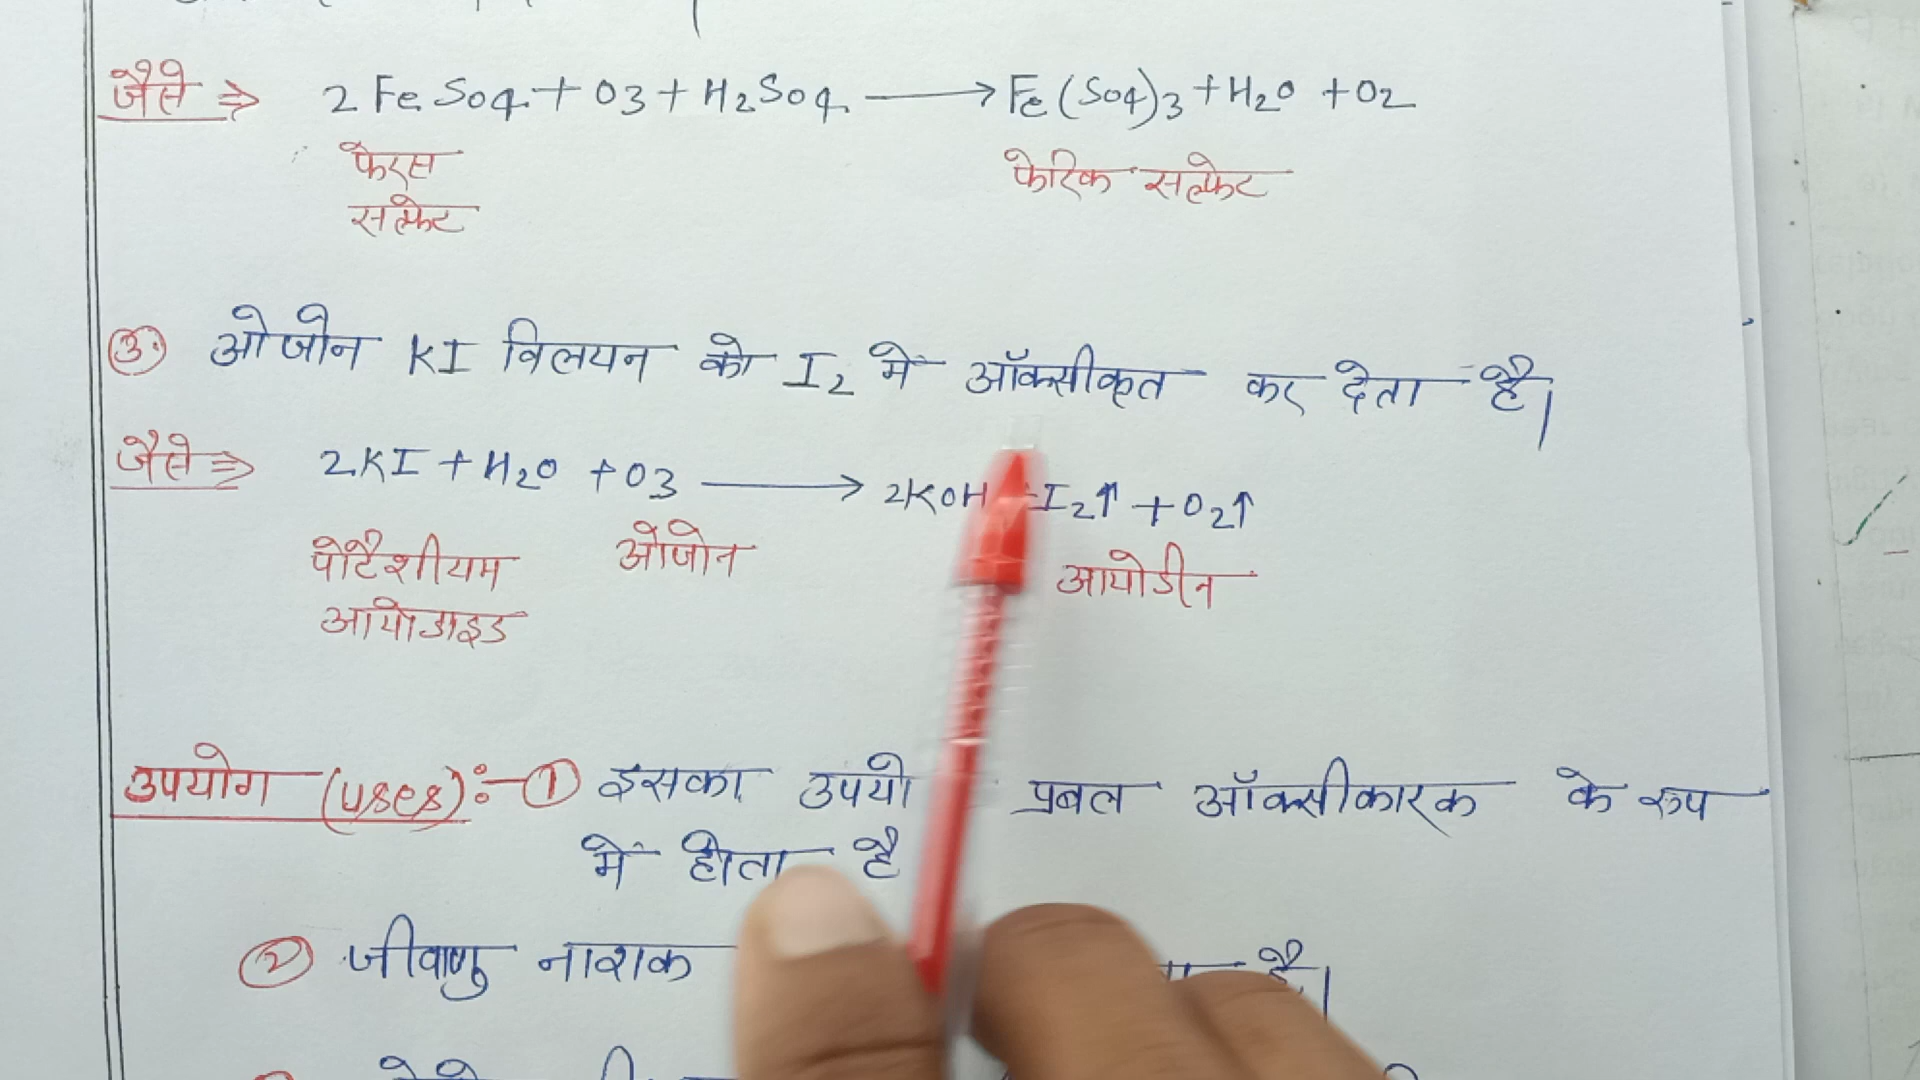 जैसे ⇒ 2FeSo4 + O3 + H2So4 ⟶ Fe(So4)3 + H2O + O2
फेरस फेरिक सल्फेट
सल्फेट
③ ओजोन KI विलयन को I2 में ऑक्सीकृत कर देता है।
जैसे ⇒ 2KI + H2O + O3 ⟶ 2KOH + I2↑ + O2↑
पोटैशीयम ओजोन आयोडीन
आयोडाइड
उपयोग (uses):- ① इसका उपयो प्रबल ऑक्सीकारक के रूप
में होता है
② जीवाणु नाशक है।